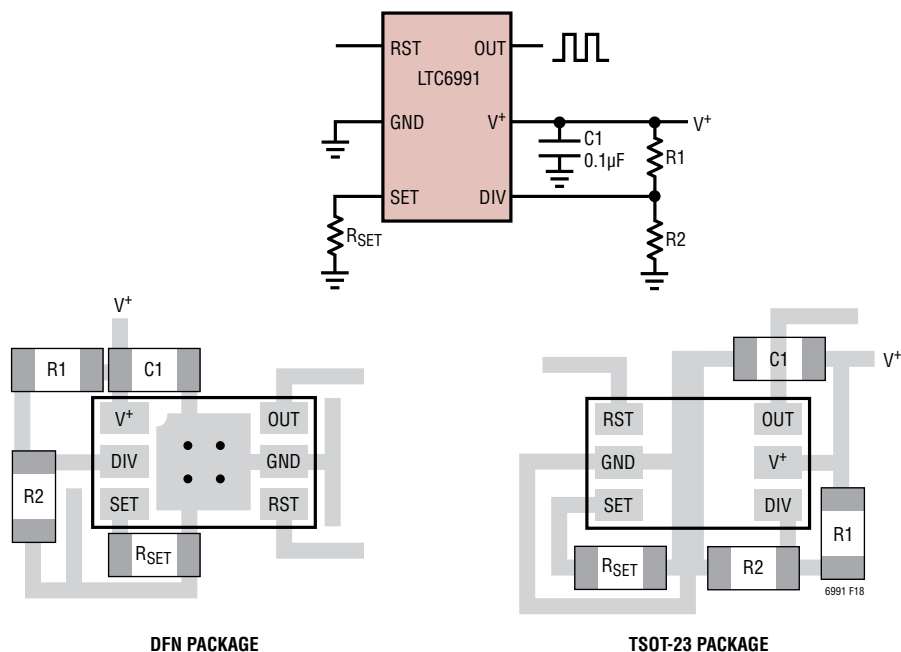 RST OUT
LTC6991
GND V+ V+
C1
0.1µF R1
SET DIV
RSET R2
V+
R1 C1
V+ OUT
DIV GND
R2
SET RST
RSET
DFN PACKAGE
C1 V+
RST OUT
GND V+
SET DIV
R1
RSET R2
6991 F18
TSOT-23 PACKAGE